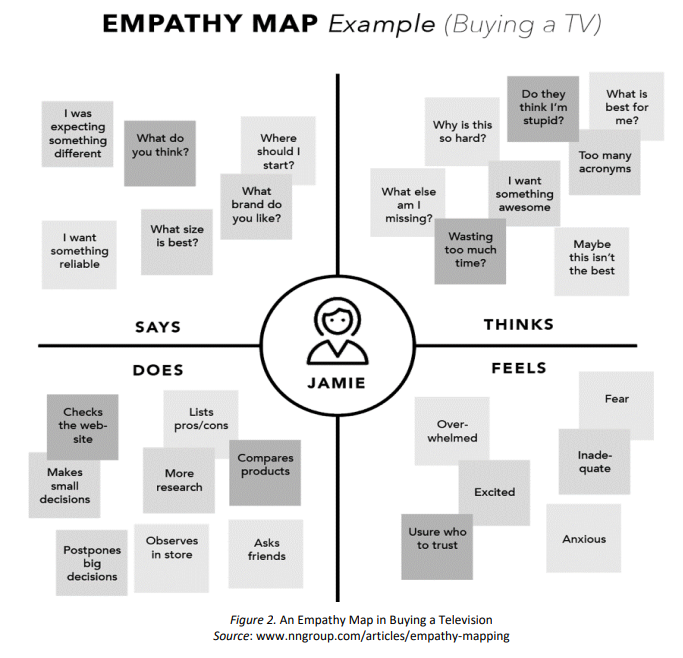 EMPATHY MAP Example (Buying a TV)
I was
expecting
something
different
What do
you think?
Where
should I
start?
What
brand do
you like?
I want
something
reliable
What size
is best?
SAYS
Do they
think I'm
stupid?
What is
best for
me?
Why is this
so hard?
Too many
acronyms
What else
am I
missing?
I want
something
awesome
Wasting
too much
time?
Maybe
this isn't
the best
THINKS
JAMIE
DOES
Checks
the web-
site
Lists
pros/cons
Compares
products
Makes
small
decisions
More
research
Postpones
big
decisions
Observes
in store
Asks
friends
FEELS
Fear
Over-
whelmed
Inade-
quate
Excited
Usure who
to trust
Anxious
Figure 2. An Empathy Map in Buying a Television
Source: www.nngroup.com/articles/empathy-mapping